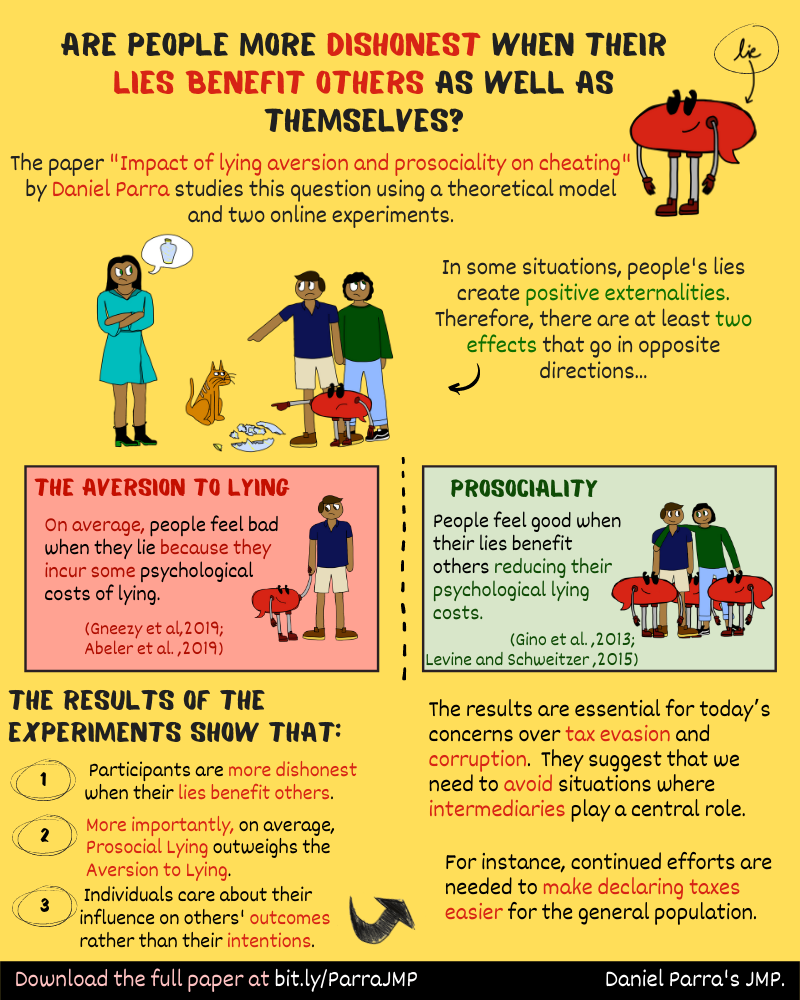 ARE PEOPLE MORE DISHONEST WHEN THEIR
LIES BENEFIT OTHERS AS WELL AS
THEMSELVES?
lie
The paper "Impact of lying aversion and prosociality on cheating"
by Daniel Parra studies this question using a theoretical model
and two online experiments.
In some situations, people's lies
create positive externalities.
Therefore, there are at least two
effects that go in opposite
directions...
THE AVERSION TO LYING
On average, people feel bad
when they lie because they
incur some psychological
costs of lying.
(Gneezy et al,2019;
Abeler et al. ,2019)
PROSOCIALITY
People feel good when
their lies benefit
others reducing their
psychological lying
costs.
(Gino et al. ,2013;
Levine and Schweitzer ,2015)
THE RESULTS OF THE
EXPERIMENTS SHOW THAT:
1 Participants are more dishonest
when their lies benefit others.
2 More importantly, on average,
Prosocial Lying outweighs the
Aversion to Lying.
3 Individuals care about their
influence on others' outcomes
rather than their intentions.
The results are essential for today's
concerns over tax evasion and
corruption. They suggest that we
need to avoid situations where
intermediaries play a central role.
For instance, continued efforts are
needed to make declaring taxes
easier for the general population.
Download the full paper at bit.ly/ParraJMP
Daniel Parra's JMP.